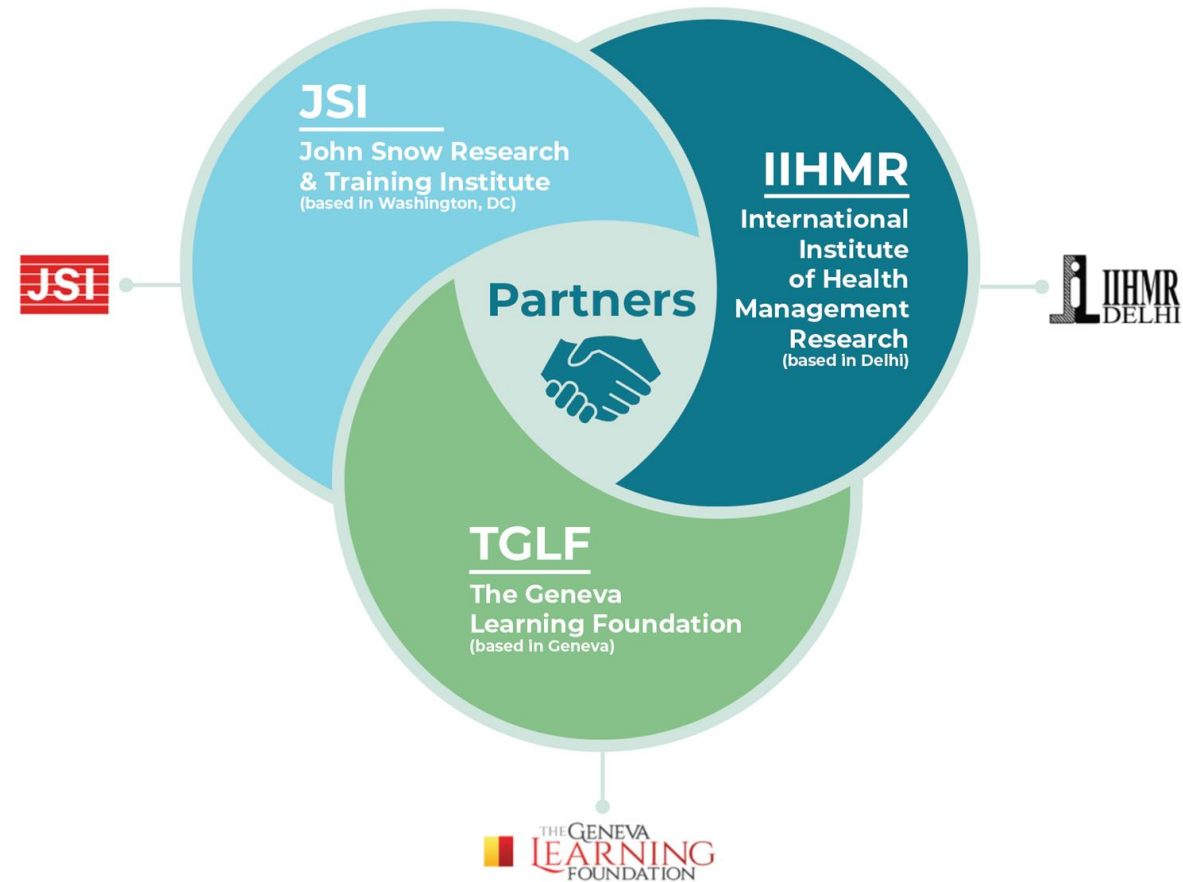 JSI
John Snow Research
& Training Institute
(based in Washington, DC)
IIHMR
International
Institute
of Health
Management
Research
(based in Delhi)
Partners
TGLF
The Geneva
Learning Foundation
(based in Geneva)
JSI
IIHMR
DELHI
THE GENEVA
LEARNING
FOUNDATION